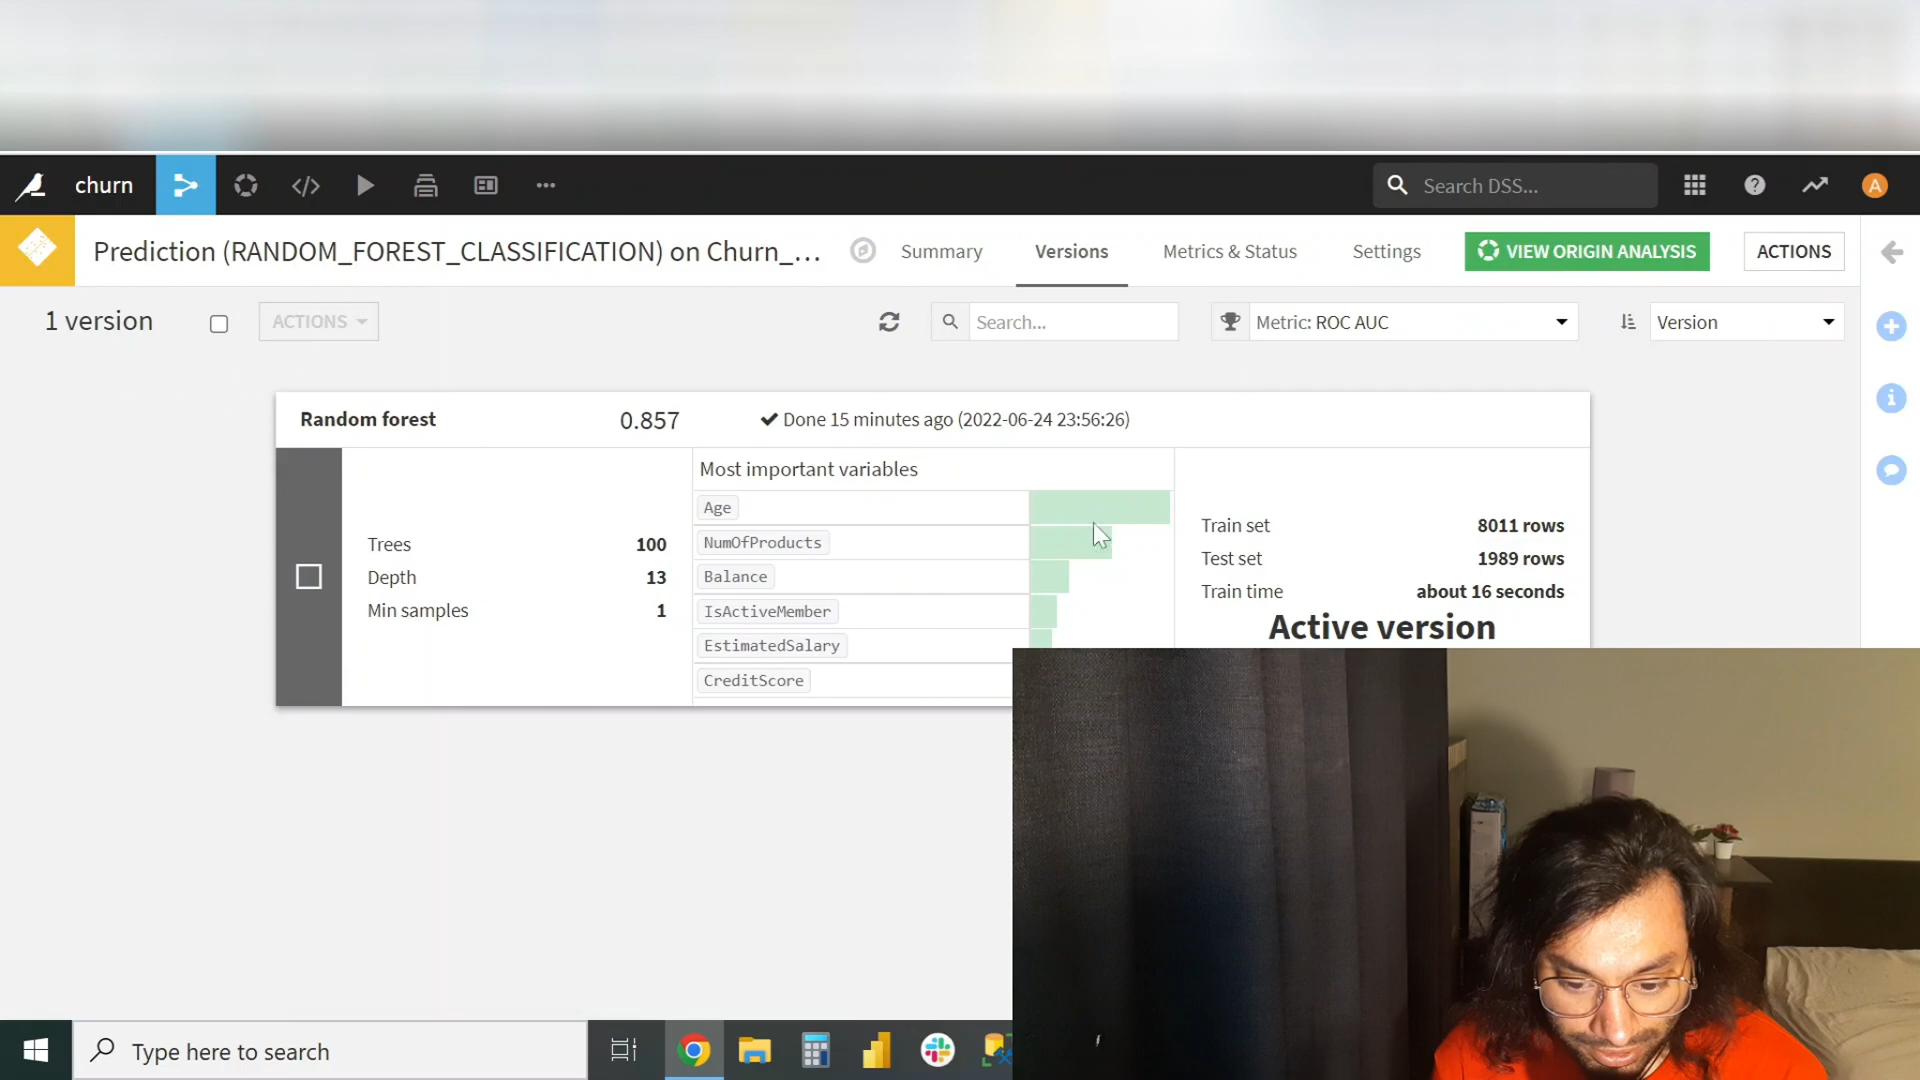 churn
Search DSS...
A
Prediction (RANDOM_FOREST_CLASSIFICATION) on Churn_...
Summary
Versions
Metrics & Status
Settings
VIEW ORIGIN ANALYSIS
ACTIONS
1 version
ACTIONS
Search...
Metric: ROC AUC
Version
Random forest
0.857
Done 15 minutes ago (2022-06-24 23:56:26)
Trees 100
Depth 13
Min samples 1
Most important variables
Age
NumOfProducts
Balance
IsActiveMember
EstimatedSalary
CreditScore
Train set 8011 rows
Test set 1989 rows
Train time about 16 seconds
Active version
Type here to search